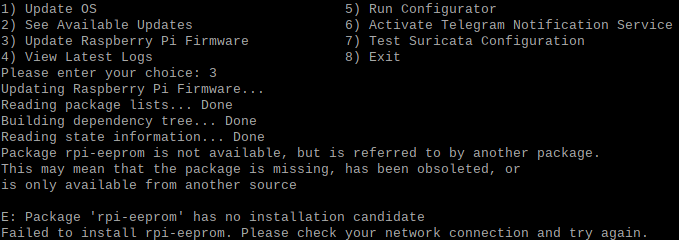 1) Update OS                            5) Run Configurator
2) See Available Updates                6) Activate Telegram Notification Service
3) Update Raspberry Pi Firmware         7) Test Suricata Configuration
4) View Latest Logs                     8) Exit
Please enter your choice: 3
Updating Raspberry Pi Firmware...
Reading package lists... Done
Building dependency tree... Done
Reading state information... Done
Package rpi-eeprom is not available, but is referred to by another package.
This may mean that the package is missing, has been obsoleted, or
is only available from another source

E: Package 'rpi-eeprom' has no installation candidate
Failed to install rpi-eeprom. Please check your network connection and try again.